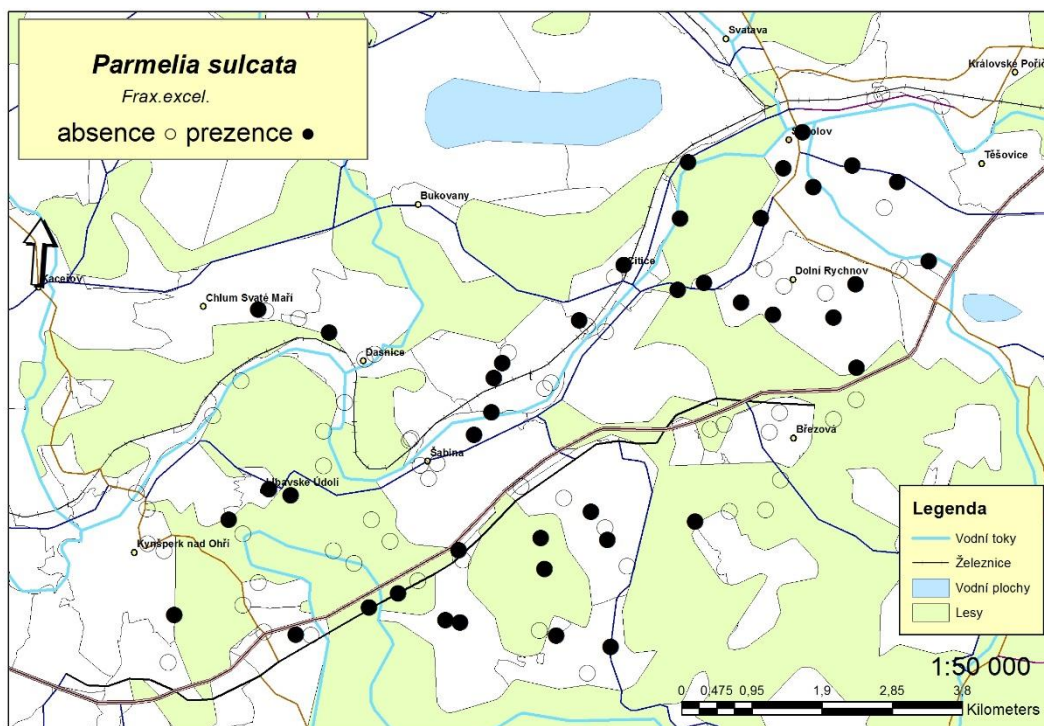 Parmelia sulcata
Frax.excel.
absence prezence
Svatava
Královské Poříč
Sokolov
Těšovice
Bukovany
Kaceřov
Citice
Dolní Rychnov
Chlum Svaté Maří
Dasnice
Březová
Šabina
Hlavské Údolí
Kynšperk nad Ohří
Legenda
Vodní toky
Železnice
Vodní plochy
Lesy
1:50 000
0 0,475 0,95 1,9 2,85 3,8
Kilometers